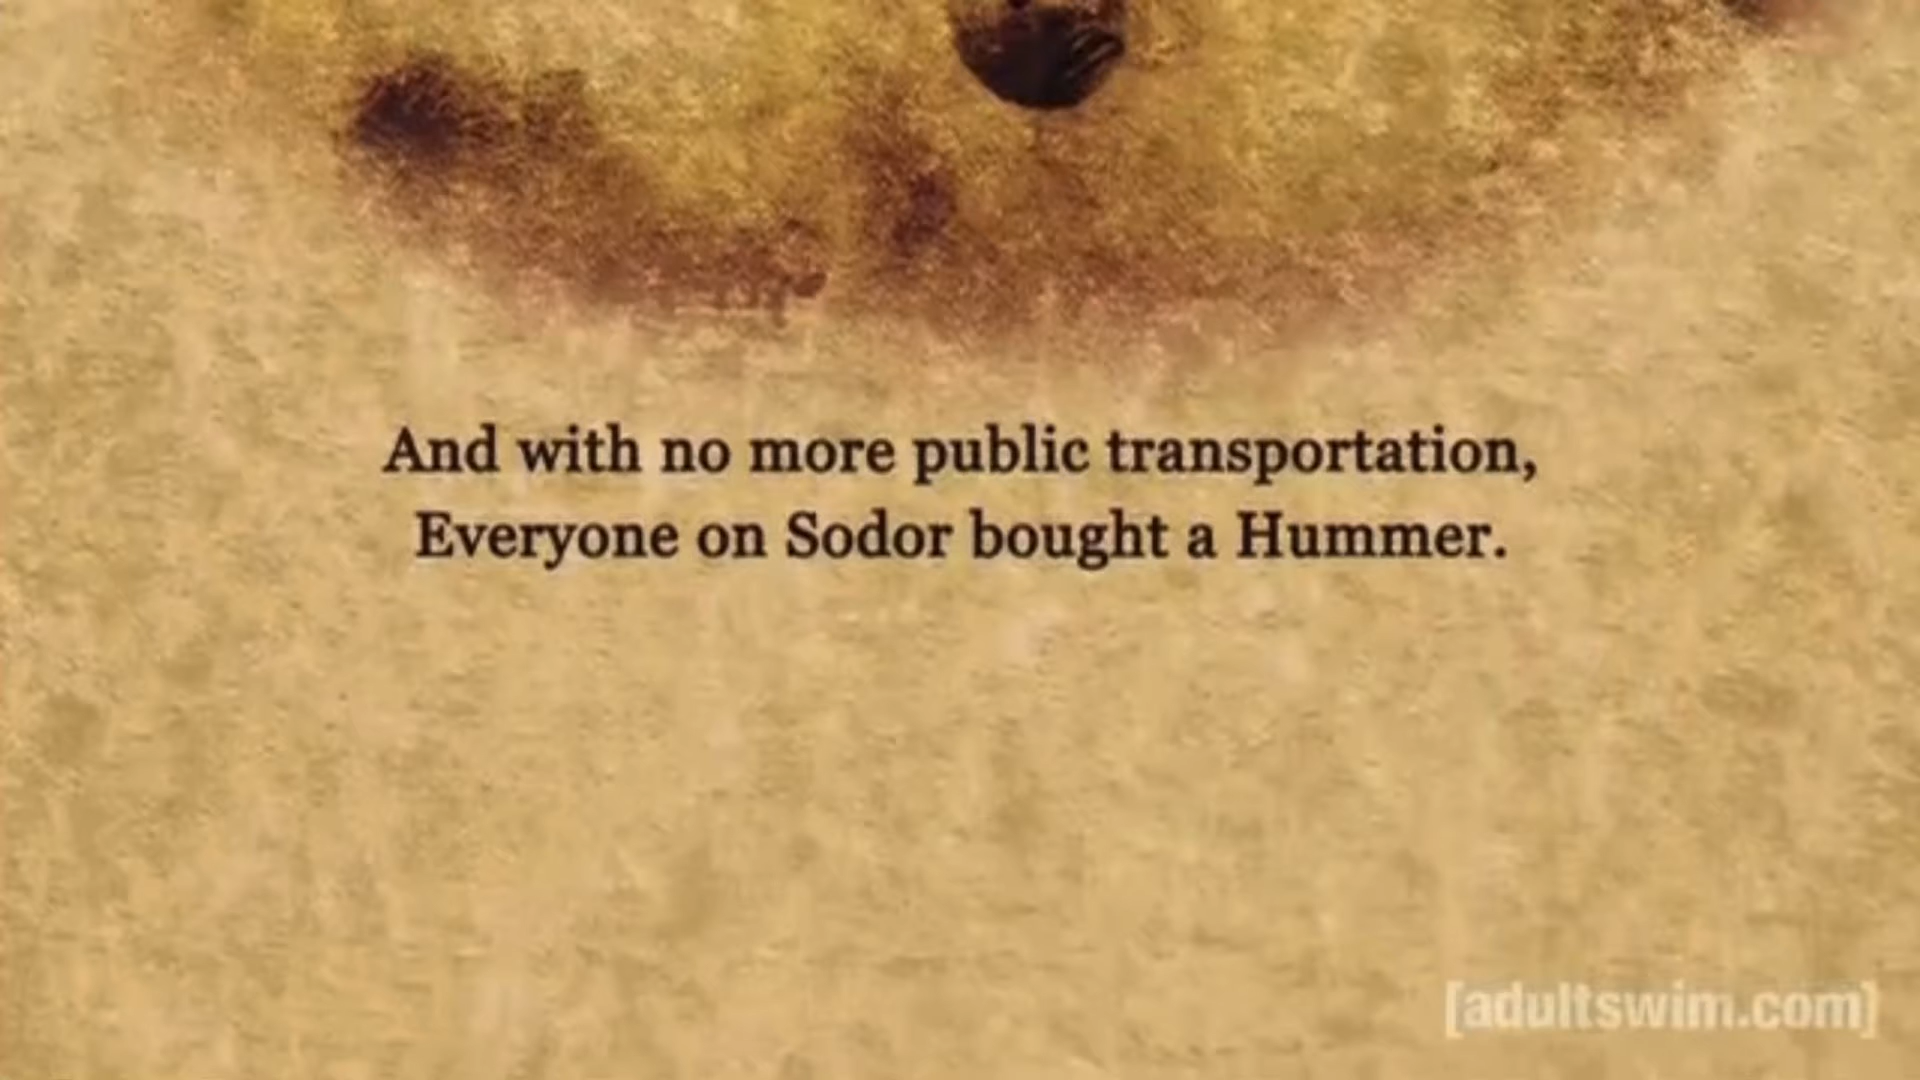 And with no more public transportation,
Everyone on Sodor bought a Hummer.
[adultswim.com]